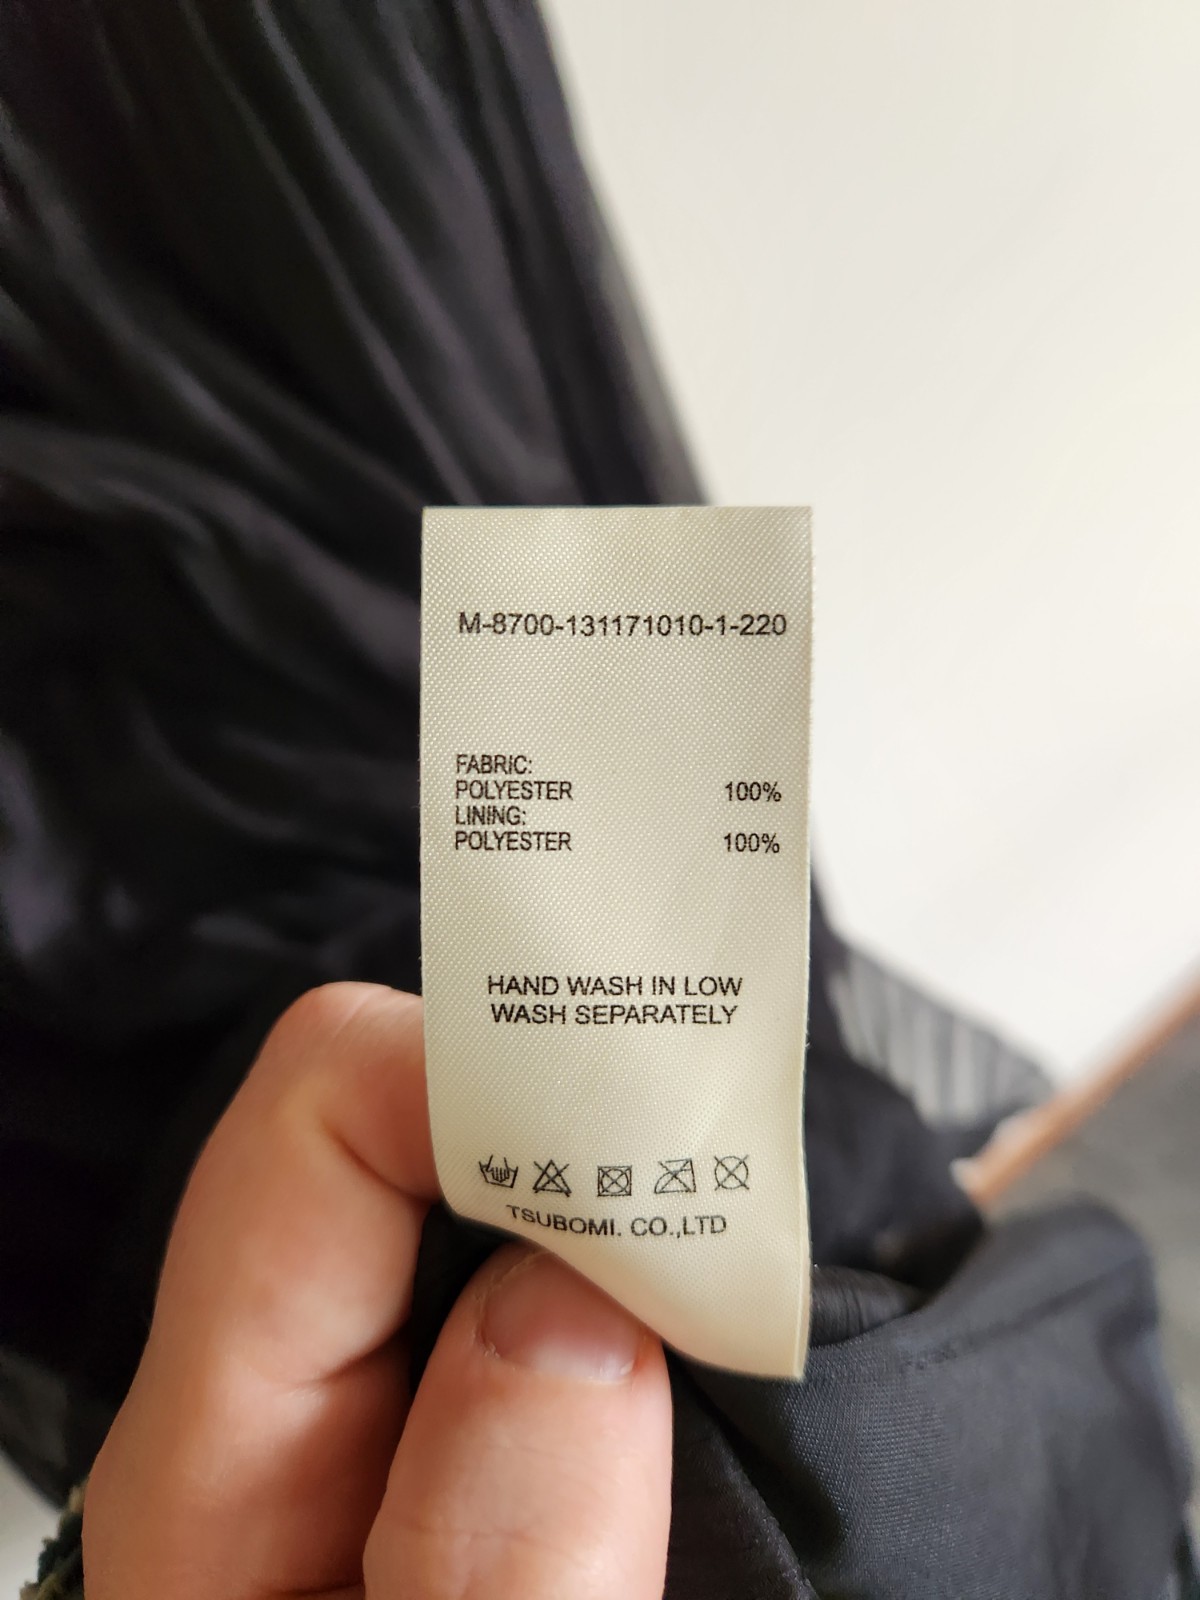 M-8700-131171010-1-220
FABRIC:
POLYESTER 100%
LINING:
POLYESTER 100%
HAND WASH IN LOW
WASH SEPARATELY
TSUBOMI. CO.,LTD